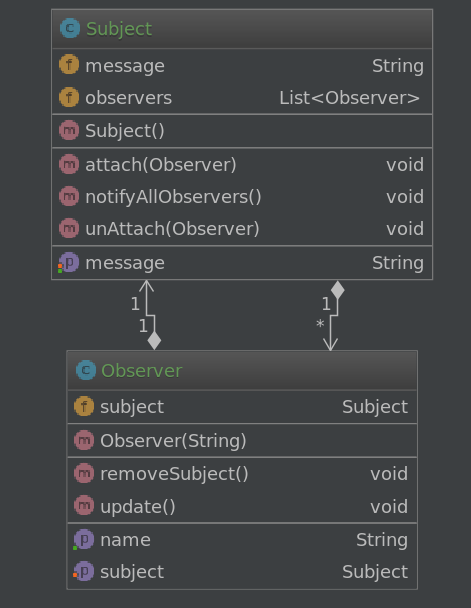 C Subject
f message String
f observers List<Observer>
m Subject()
m attach(Observer) void
m notifyAllObservers() void
m unAttach(Observer) void
p message String
1 1
1 *
C Observer
f subject Subject
m Observer(String)
m removeSubject() void
m update() void
p name String
p subject Subject